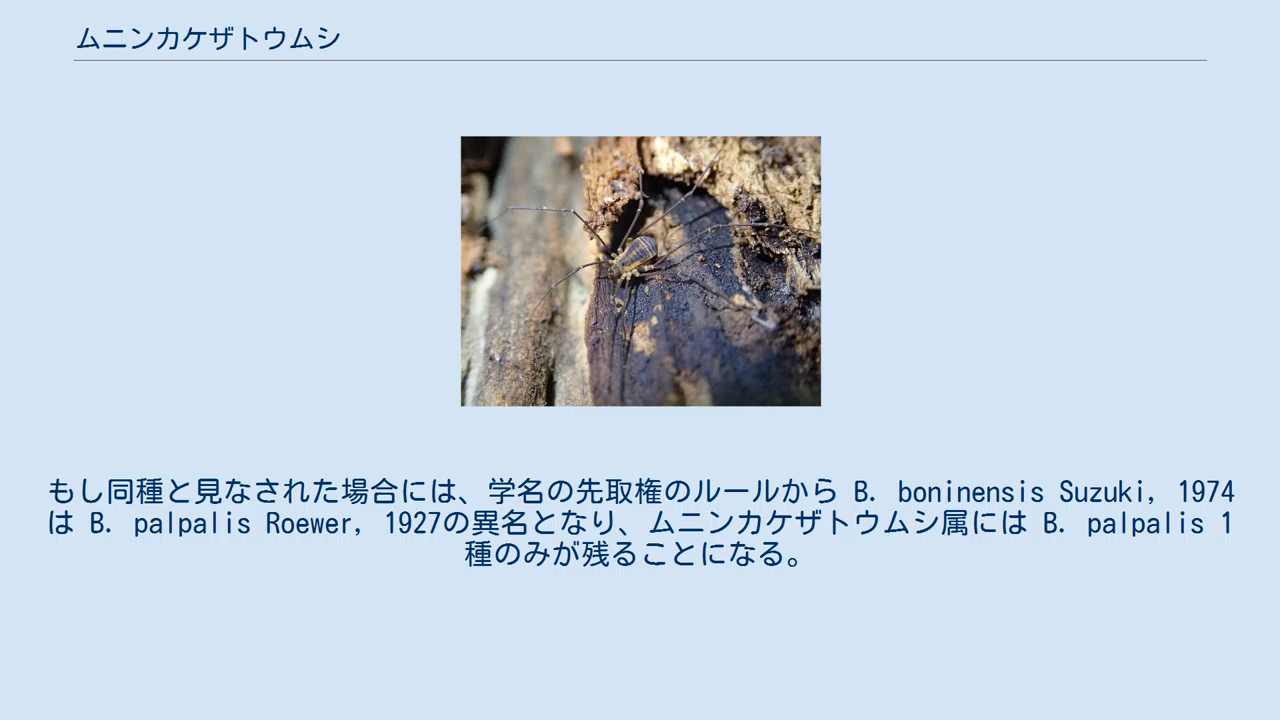 ムニンカケザトウムシ
もし同種と見なされた場合には、学名の先取権のルールから B. boninensis Suzuki, 1974
は B. palpalis Roewer, 1927の異名となり、ムニンカケザトウムシ属には B. palpalis 1
種のみが残ることになる。